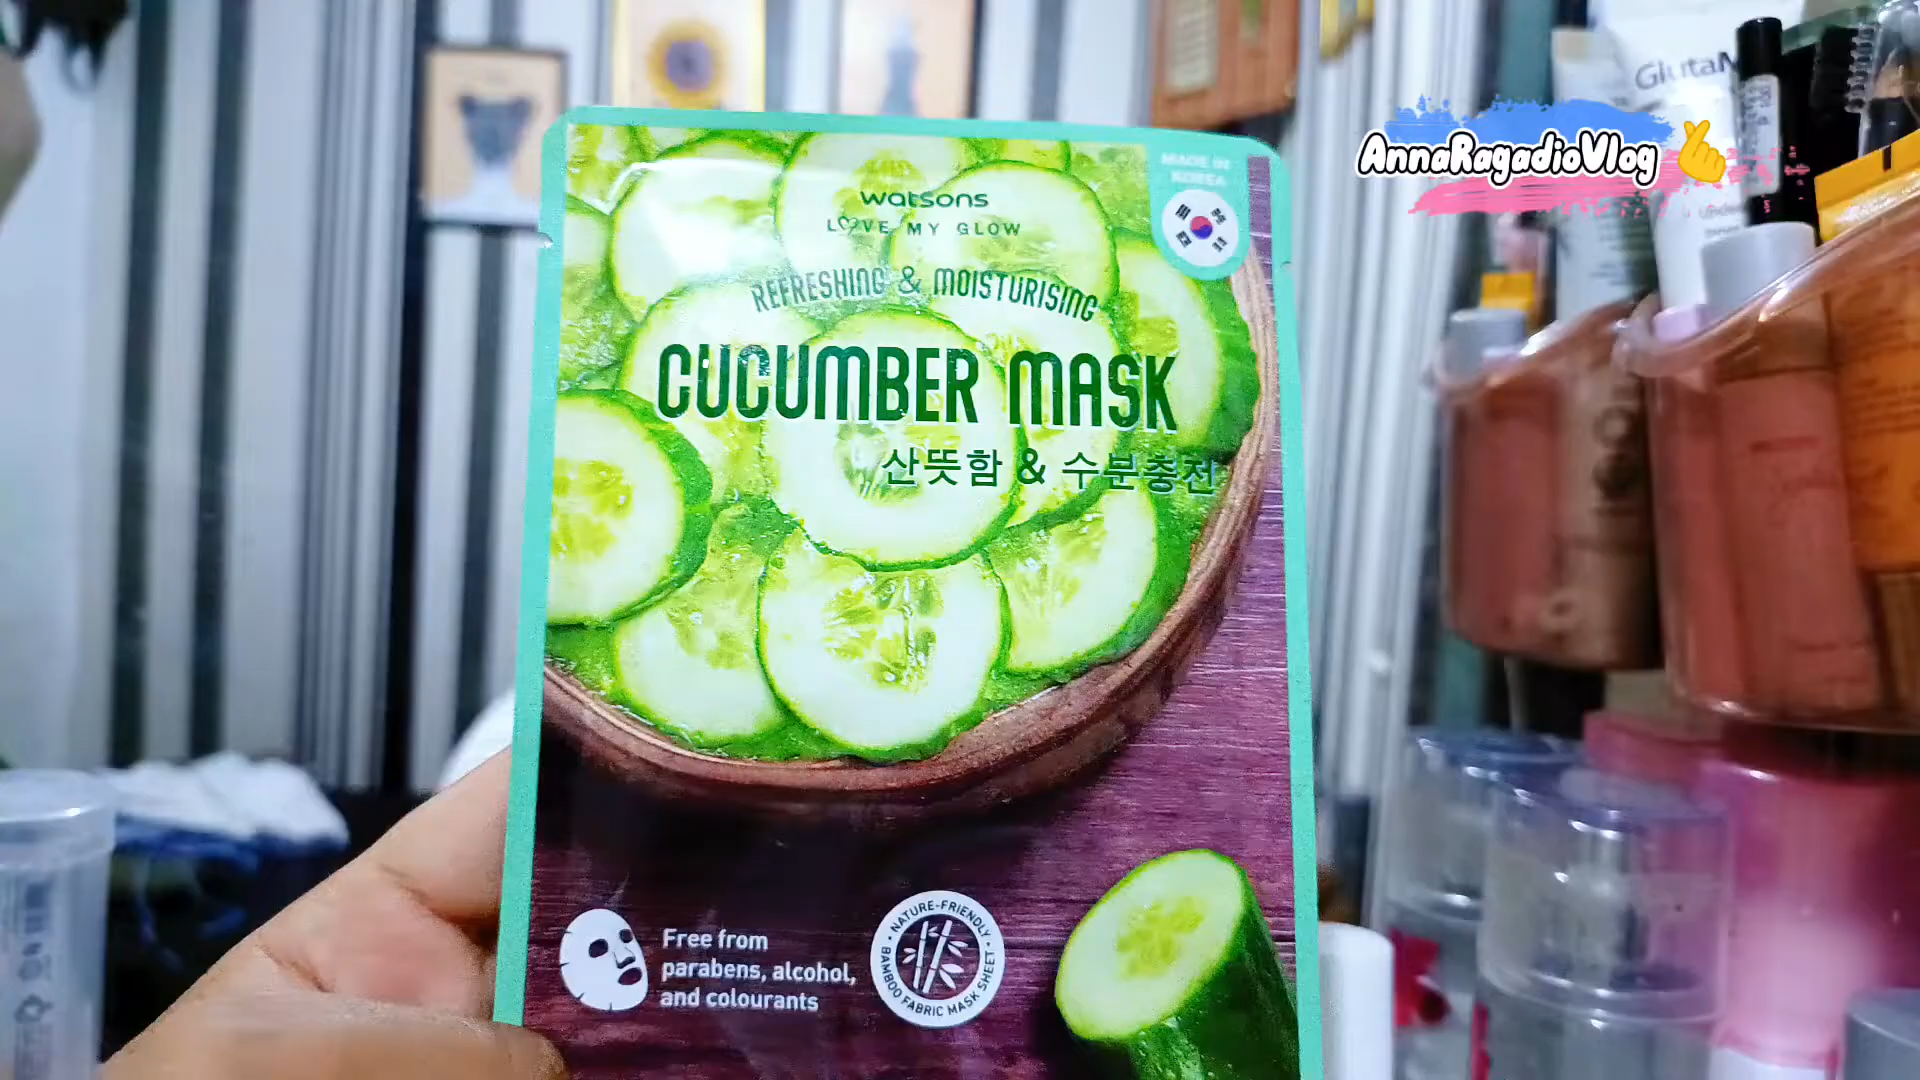 MADE IN
KOREA
watsons
LOVE MY GLOW
REFRESHING & MOISTURISING
CUCUMBER MASK
산뜻함 & 수분충전
Free from
parabens, alcohol,
and colourants
NATURE-FRIENDLY
BAMBOO FABRIC MASK SHEET
AnnaRagadioVlog